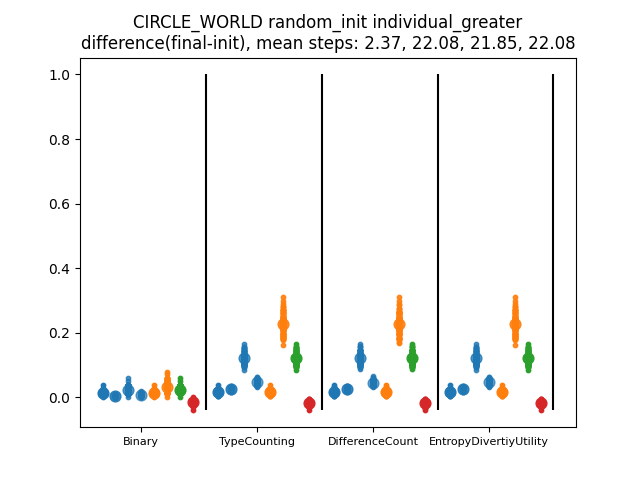 CIRCLE_WORLD random_init individual_greater
difference(final-init), mean steps: 2.37, 22.08, 21.85, 22.08
1.0
0.8
0.6
0.4
0.2
0.0
Binary TypeCounting DifferenceCount EntropyDivertiyUtility